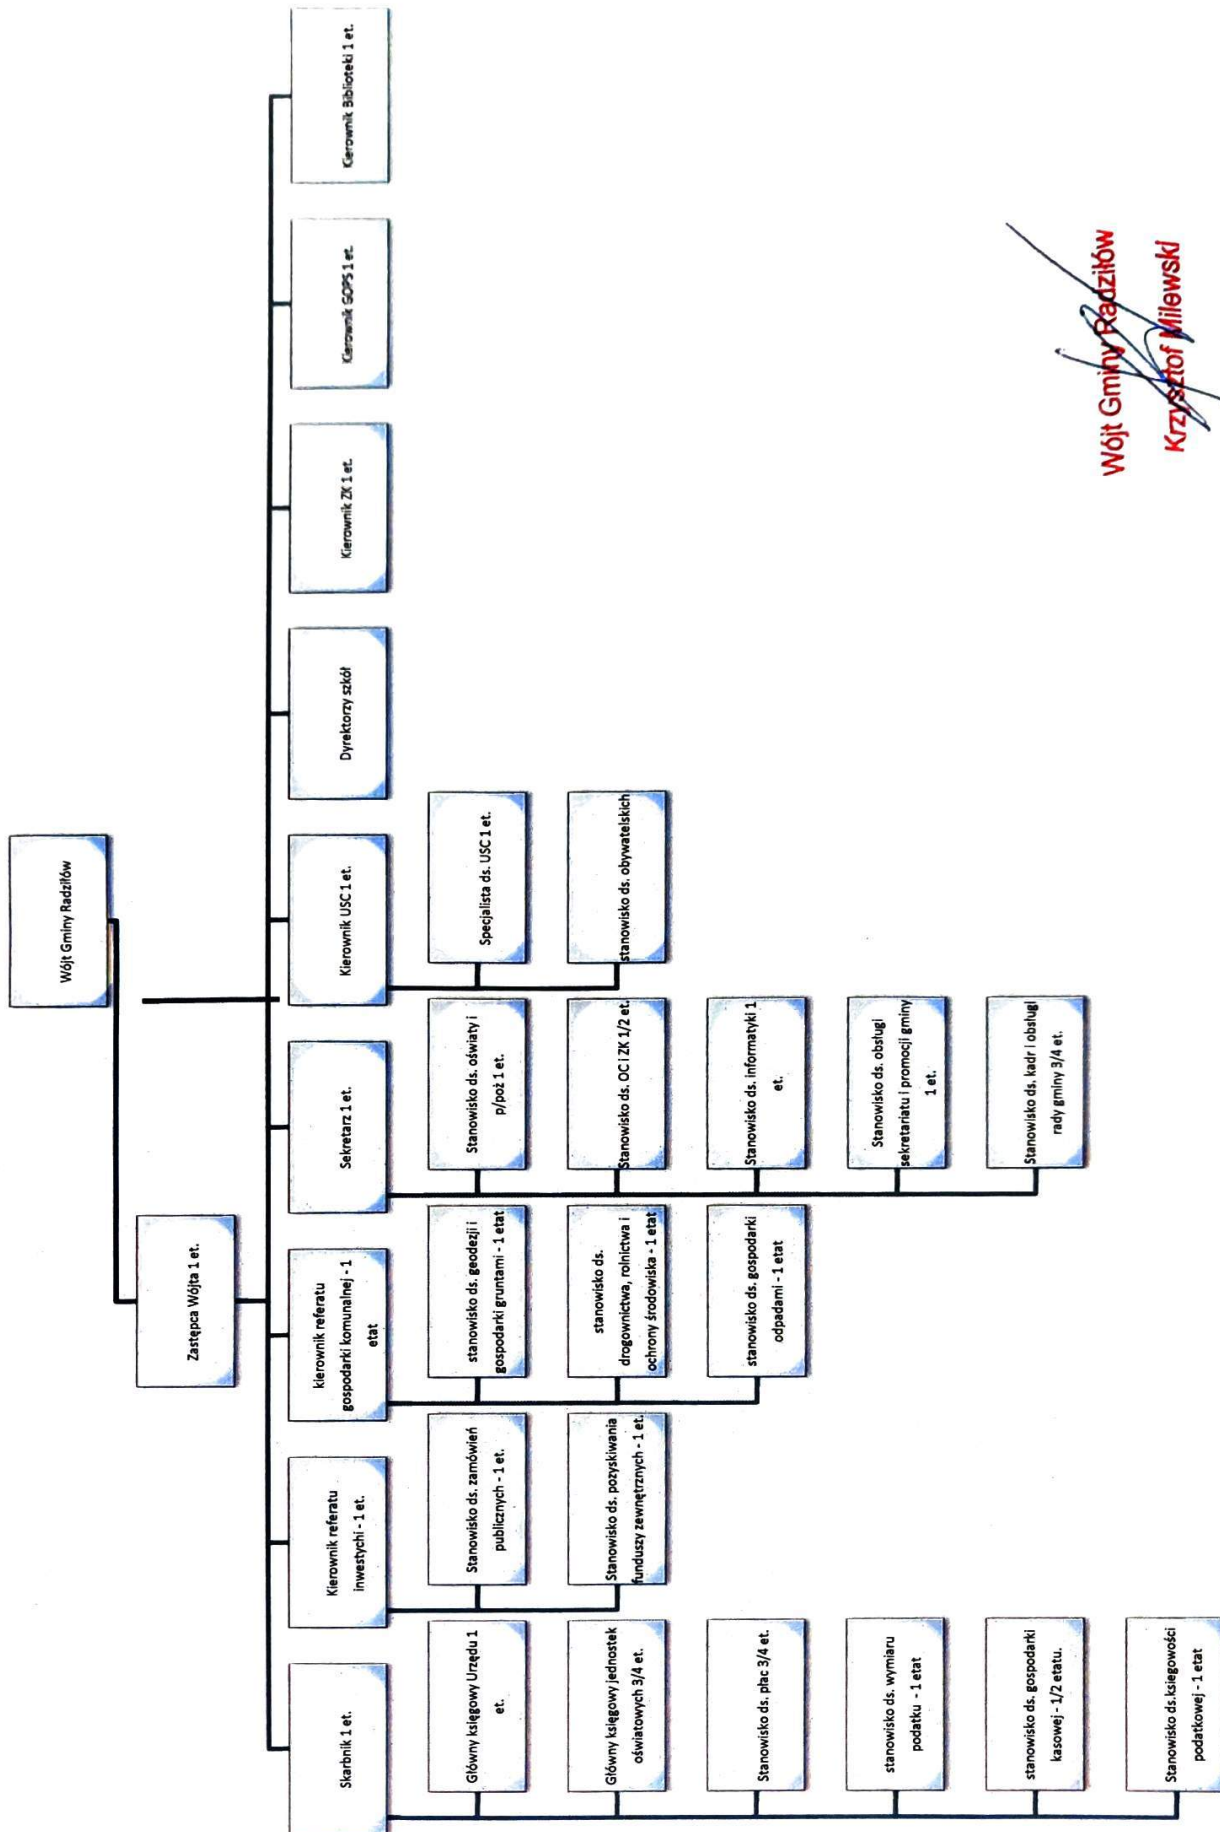 Wójt Gminy Radziłów
Zastępca Wójta 1 et.
Skarbnik 1 et.
Główny księgowy Urzędu 1
et.
Główny księgowy jednostek
oświatowych 3/4 et.
Stanowisko ds. płac 3/4 et.
stanowisko ds. wymiaru
podatku - 1 etat
stanowisko ds. gospodarki
kasowej - 1/2 etatu.
Stanowisko ds.księgowości
podatkowej - 1 etat
Kierownik referatu
inwestychi - 1 et.
Stanowisko ds. zamówień
publicznych - 1 et.
Stanowisko ds. pozyskiwania
funduszy zewnętrznych - 1 et.
kierownik referatu
gospodarki komunalnej - 1
etat
stanowisko ds. geodezji i
gospodarki gruntami - 1 etat
stanowisko ds.
drogownictwa, rolnictwa i
ochrony środowiska - 1 etat
stanowisko ds. gospodarki
odpadami - 1 etat
Sekretarz 1 et.
Stanowisko ds. oświaty i
p/poż 1 et.
Stanowisko ds. OC i ZK 1/2 et.
Stanowisko ds. informatyki 1
et.
Stanowisko ds. obsługi
sekretariatu i promocji gminy
1 et.
Stanowisko ds. kadr i obsługi
rady gminy 3/4 et.
Kierownik USC 1 et.
Specjalista ds. USC 1 et.
stanowisko ds. obywatelskich
Dyrektorzy szkół
Kierownik ZK 1 et.
Kierownik GOPS 1 et.
Kierownik Biblioteki 1 et.
Wójt Gminy Radziłów
Krzysztof Milewski